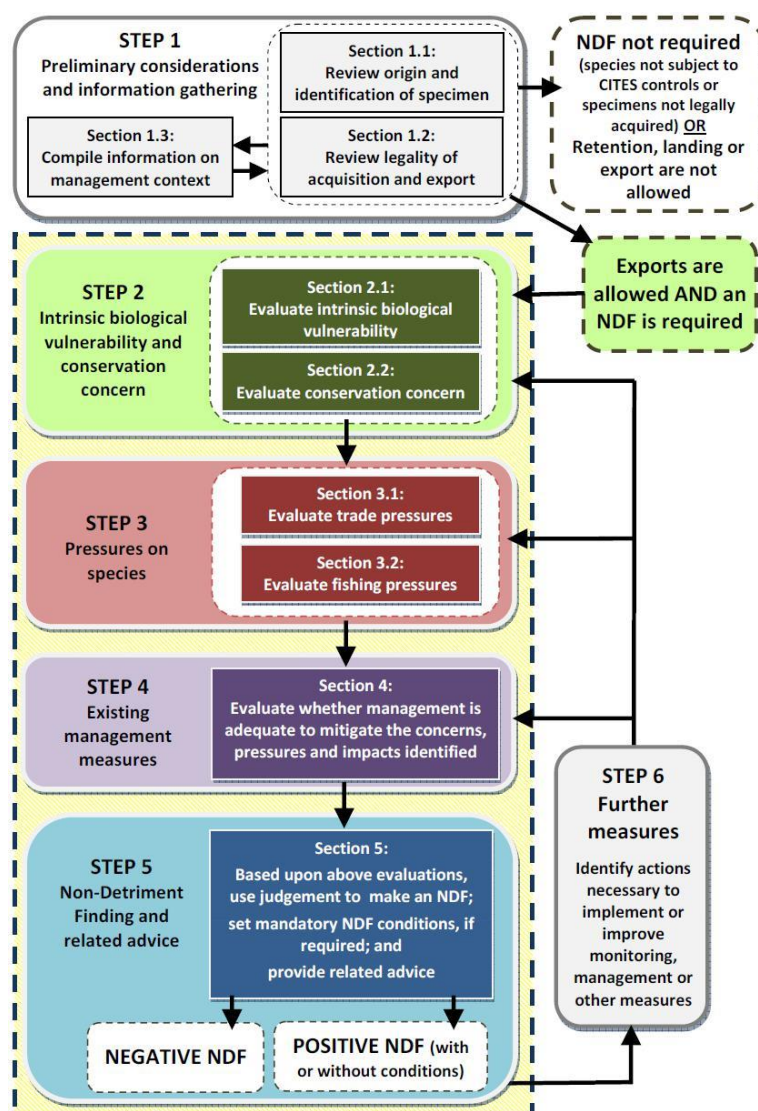 STEP 1
Preliminary considerations
and information gathering
Section 1.1:
Review origin and
identification of specimen
Section 1.3:
Compile information on
management context
Section 1.2:
Review legality of
acquisition and export
NDF not required
(species not subject to
CITES controls or
specimens not legally
acquired) OR
Retention, landing or
export are not
allowed
Exports are
allowed AND an
NDF is required
STEP 2
Intrinsic biological
vulnerability and
conservation
concern
Section 2.1:
Evaluate intrinsic biological
vulnerability
Section 2.2:
Evaluate conservation concern
STEP 3
Pressures on
species
Section 3.1:
Evaluate trade pressures
Section 3.2:
Evaluate fishing pressures
STEP 4
Existing
management
measures
Section 4:
Evaluate whether management is
adequate to mitigate the concerns,
pressures and impacts identified
STEP 5
Non-Detriment
Finding and
related advice
Section 5:
Based upon above evaluations,
use judgement to make an NDF;
set mandatory NDF conditions, if
required; and
provide related advice
NEGATIVE NDF
POSITIVE NDF (with
or without conditions)
STEP 6
Further
measures
Identify actions
necessary to
implement or
improve
monitoring,
management or
other measures